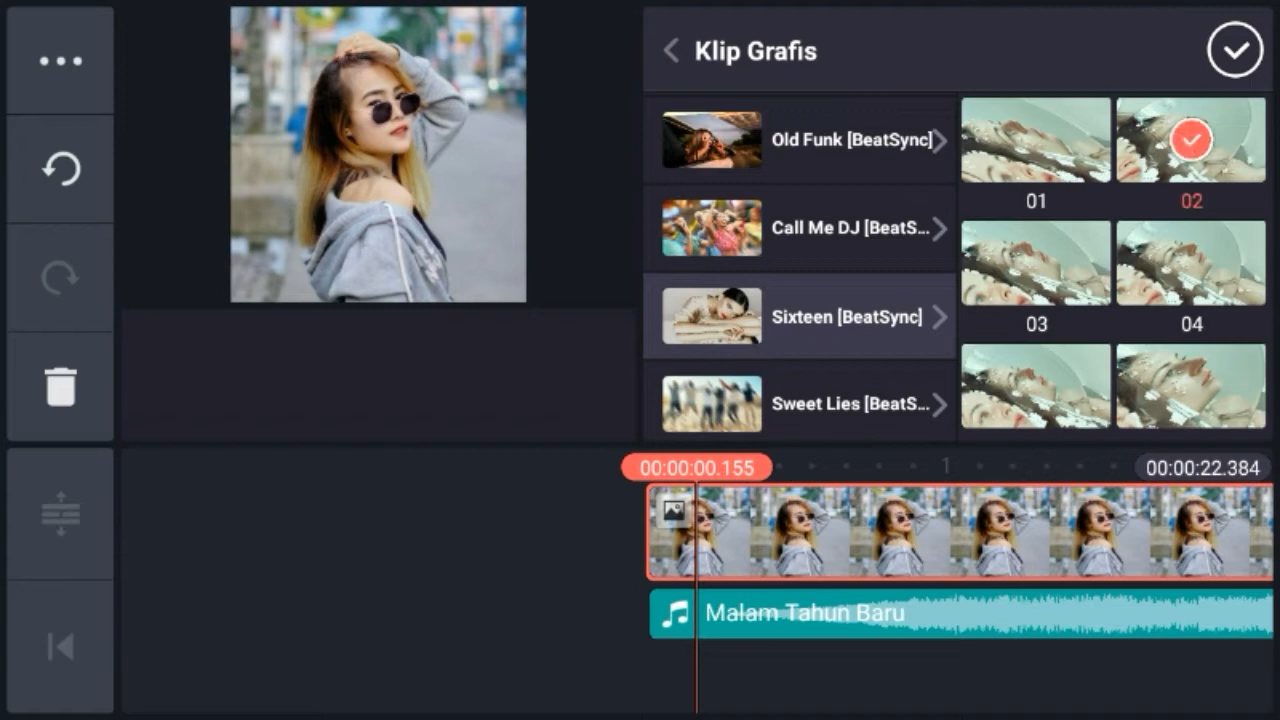 Klip Grafis
Old Funk [BeatSync]
Call Me DJ [BeatS...
Sixteen [BeatSync]
Sweet Lies [BeatS...
01
02
03
04
00:00:00.155
1
00:00:22.384
Malam Tahun Baru